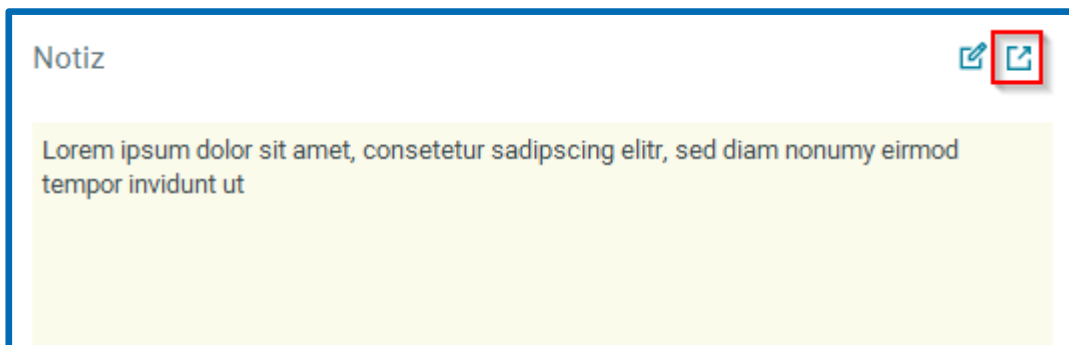 Notiz
Lorem ipsum dolor sit amet, consetetur sadipscing elitr, sed diam nonumy eirmod
tempor invidunt ut